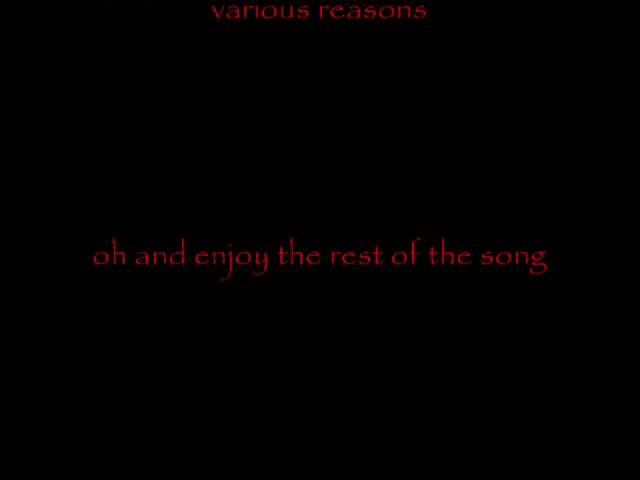 various reasons
oh and enjoy the rest of the song